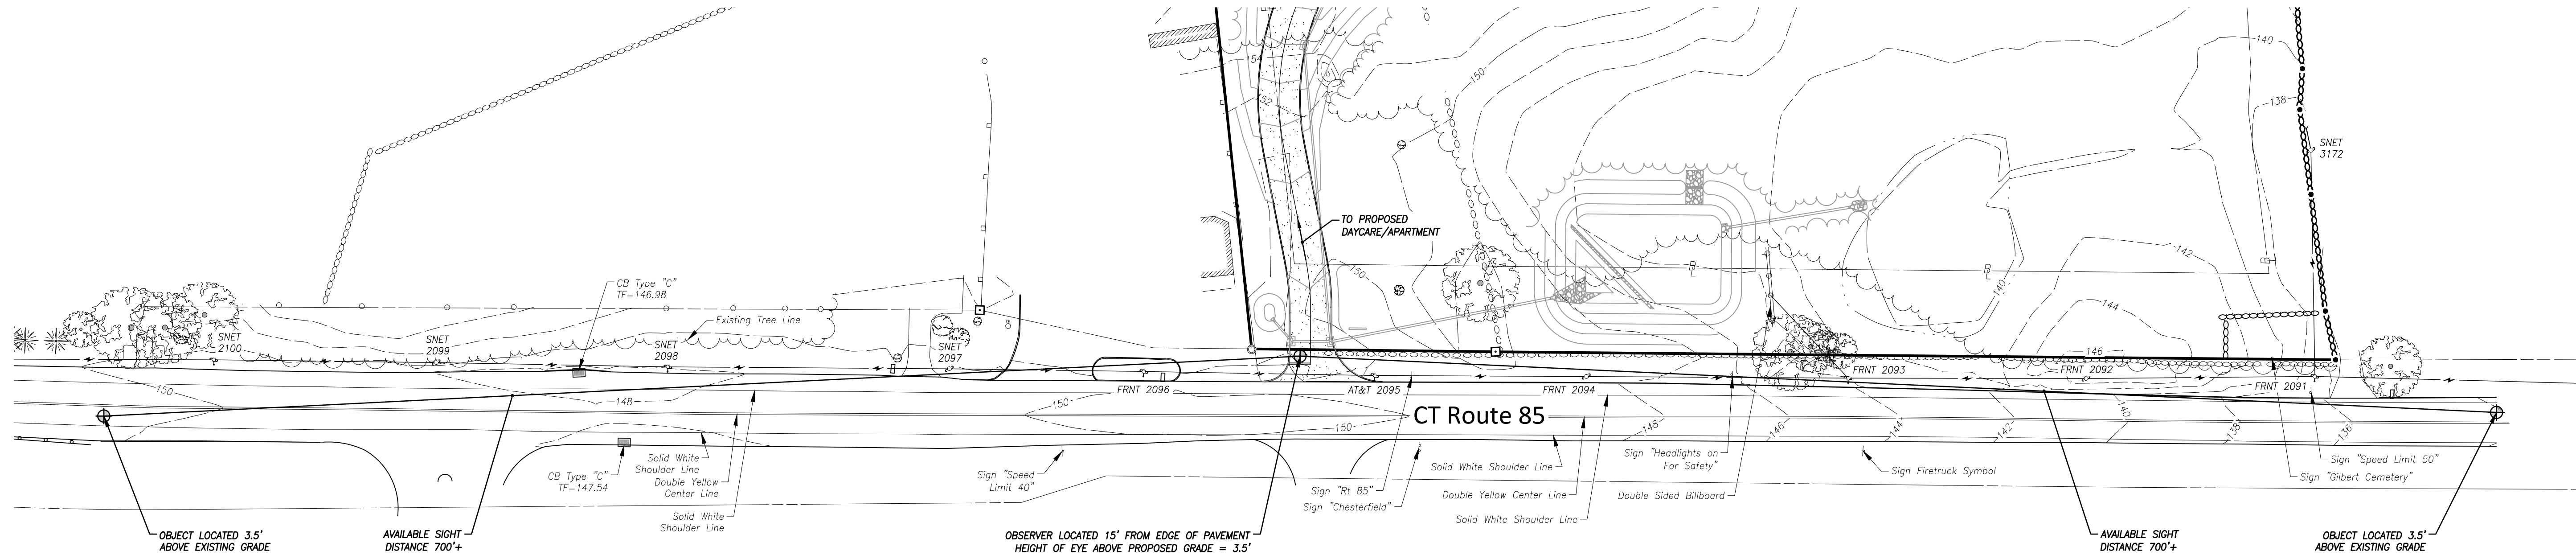 154
152
150
140
138
SNET
3172
TO PROPOSED
DAYCARE/APARTMENT
150
142
140
144
146
CB Type "C"
TF=146.98
Existing Tree Line
SNET
2100
SNET
2099
SNET
2098
SNET
2097
FRNT 2096
AT&T 2095
FRNT 2094
FRNT 2093
FRNT 2092
FRNT 2091
150
148
150
150
CT Route 85
148
146
144
142
140
138
136
CB Type "C"
TF=147.54
Solid White
Shoulder Line
Double Yellow
Center Line
Solid White
Shoulder Line
Sign "Speed
Limit 40"
Sign "Rt 85"
Sign "Chesterfield"
Solid White Shoulder Line
Double Yellow Center Line
Solid White Shoulder Line
Sign "Headlights on
For Safety"
Double Sided Billboard
Sign Firetruck Symbol
Sign "Speed Limit 50"
Sign "Gilbert Cemetery"
OBJECT LOCATED 3.5'
ABOVE EXISTING GRADE
AVAILABLE SIGHT
DISTANCE 700'+
OBSERVER LOCATED 15' FROM EDGE OF PAVEMENT
HEIGHT OF EYE ABOVE PROPOSED GRADE = 3.5'
AVAILABLE SIGHT
DISTANCE 700'+
OBJECT LOCATED 3.5'
ABOVE EXISTING GRADE